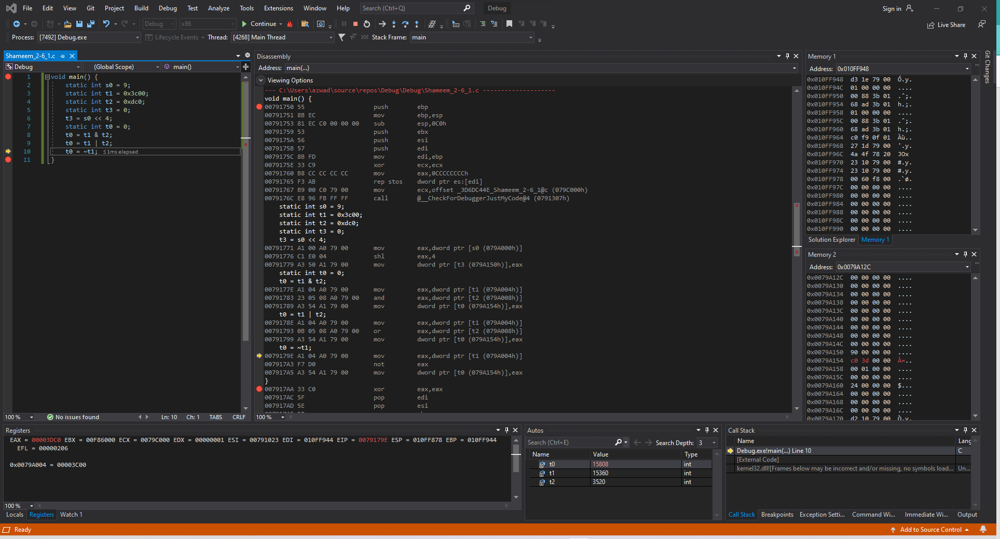 File Edit View Git Project Build Debug Test Analyze Tools Extensions Window Help Search (Ctrl+Q) Debug Sign in
Debug x86 Continue Live Share
Process: [7492] Debug.exe Lifecycle Events Thread: [4268] Main Thread Stack Frame: main
Shameem_2-6_1.c
Debug (Global Scope) main()
1 void main() {
2 static int s0 = 9;
3 static int t1 = 0x3c00;
4 static int t2 = 0xdc0;
5 static int t3 = 0;
6 t3 = s0 << 4;
7 static int t0 = 0;
8 t0 = t1 & t2;
9 t0 = t1 | t2;
10 t0 = ~t1; ≤1ms elapsed
11 }
100 % No issues found Ln: 10 Ch: 1 TABS CRLF
Disassembly
Address: main(...)
Viewing Options
--- C:\Users\azwad\source\repos\Debug\Debug\Shameem_2-6_1.c --------------------
void main() {
00791750 55 push ebp
00791751 8B EC mov ebp,esp
00791753 81 EC C0 00 00 00 sub esp,0C0h
00791759 53 push ebx
0079175A 56 push esi
0079175B 57 push edi
0079175C 8B FD mov edi,ebp
0079175E 33 C9 xor ecx,ecx
00791760 B8 CC CC CC CC mov eax,0CCCCCCCCh
00791765 F3 AB rep stos dword ptr es:[edi]
00791767 B9 00 C0 79 00 mov ecx,offset _3D6DC44E_Shameem_2-6_1@c (079C000h)
0079176C E8 96 FB FF FF call @__CheckForDebuggerJustMyCode@4 (0791307h)
static int s0 = 9;
static int t1 = 0x3c00;
static int t2 = 0xdc0;
static int t3 = 0;
t3 = s0 << 4;
00791771 A1 00 A0 79 00 mov eax,dword ptr [s0 (079A000h)]
00791776 C1 E0 04 shl eax,4
00791779 A3 50 A1 79 00 mov dword ptr [t3 (079A150h)],eax
static int t0 = 0;
t0 = t1 & t2;
0079177E A1 04 A0 79 00 mov eax,dword ptr [t1 (079A004h)]
00791783 23 05 08 A0 79 00 and eax,dword ptr [t2 (079A008h)]
00791789 A3 54 A1 79 00 mov dword ptr [t0 (079A154h)],eax
t0 = t1 | t2;
0079178E A1 04 A0 79 00 mov eax,dword ptr [t1 (079A004h)]
00791793 0B 05 08 A0 79 00 or eax,dword ptr [t2 (079A008h)]
00791799 A3 54 A1 79 00 mov dword ptr [t0 (079A154h)],eax
t0 = ~t1;
0079179E A1 04 A0 79 00 mov eax,dword ptr [t1 (079A004h)]
007917A3 F7 D0 not eax
007917A5 A3 54 A1 79 00 mov dword ptr [t0 (079A154h)],eax
}
007917AA 33 C0 xor eax,eax
007917AC 5F pop edi
007917AD 5E pop esi
100 %
Memory 1
Address: 0x010FF948
0x010FF948 d3 1e 79 00 Ó.y.
0x010FF94C 01 00 00 00 ....
0x010FF950 00 88 3b 01 .ˆ;.
0x010FF954 68 ad 3b 01 h.;.
0x010FF958 01 00 00 00 ....
0x010FF95C 00 88 3b 01 .ˆ;.
0x010FF960 68 ad 3b 01 h.;.
0x010FF964 c0 f9 0f 01 Àù..
0x010FF968 27 1d 79 00 '.y.
0x010FF96C 4a 4f 78 20 JOx
0x010FF970 23 10 79 00 #.y.
0x010FF974 23 10 79 00 #.y.
0x010FF978 00 60 f8 00 .`ø.
0x010FF97C 00 00 00 00 ....
0x010FF980 00 00 00 00 ....
0x010FF984 00 00 00 00 ....
0x010FF988 00 00 00 00 ....
0x010FF98C 00 00 00 00 ....
0x010FF990 00 00 00 00 ....
Solution Explorer Memory 1
Memory 2
Address: 0x0079A12C
0x0079A12C 00 00 00 00 ....
0x0079A130 00 00 00 00 ....
0x0079A134 00 00 00 00 ....
0x0079A138 00 00 00 00 ....
0x0079A13C 00 00 00 00 ....
0x0079A140 00 00 00 00 ....
0x0079A144 00 00 00 00 ....
0x0079A148 00 00 00 00 ....
0x0079A14C 00 00 00 00 ....
0x0079A150 90 00 00 00 ....
0x0079A154 c0 3d 00 00 À=..
0x0079A158 00 01 00 00 ....
0x0079A15C 00 00 00 00 ....
0x0079A160 24 00 00 00 $...
0x0079A164 00 00 00 00 ....
0x0079A168 00 00 00 00 ....
0x0079A16C 00 00 00 00 ....
0x0079A170 d2 10 79 00 Ò.y.
Git Changes
Registers
EAX = 00003DC0 EBX = 00F86000 ECX = 0079C000 EDX = 00000001 ESI = 00791023 EDI = 010FF944 EIP = 0079179E ESP = 010FF878 EBP = 010FF944
EFL = 00000206
0x0079A004 = 00003C00
100 %
Locals Registers Watch 1
Autos
Search (Ctrl+E) Search Depth: 3
Name Value Type
t0 15808 int
t1 15360 int
t2 3520 int
Call Stack
Name Lang
Debug.exe!main(...) Line 10 C
[External Code]
kernel32.dll![Frames below may be incorrect and/or missing, no symbols load... Un...
Call Stack Breakpoints Exception Setti... Command Wi... Immediate Wi... Output
Ready Add to Source Control